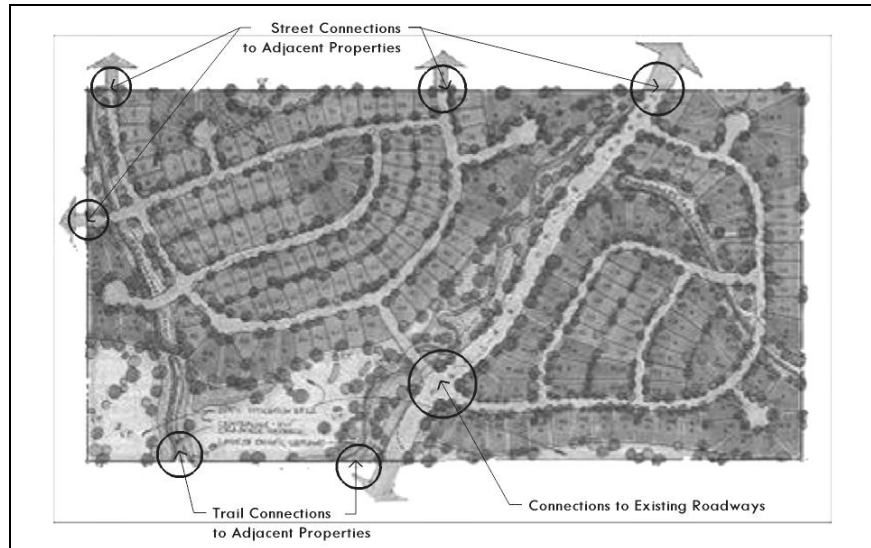 Street Connections
to Adjacent Properties
Trail Connections
to Adjacent Properties
Connections to Existing Roadways